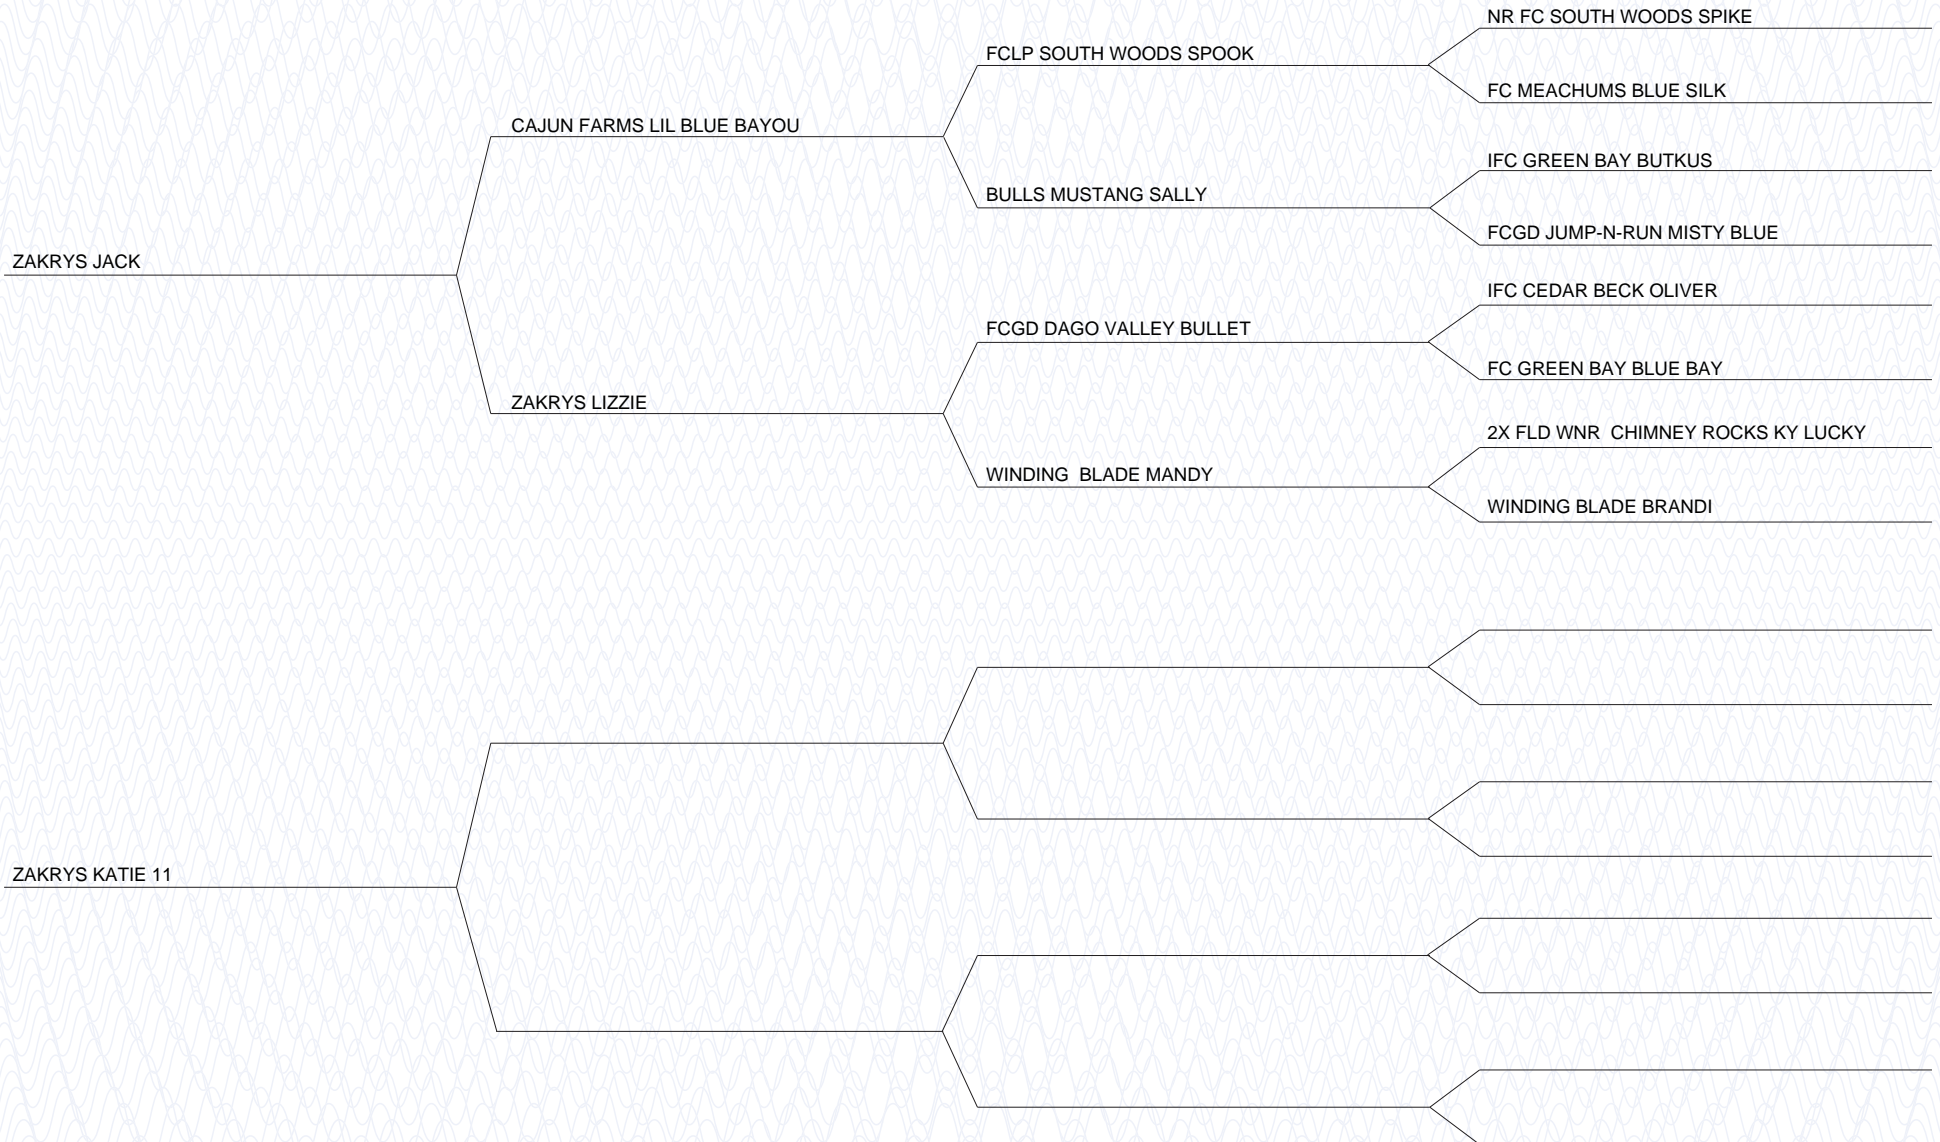 NR FC SOUTH WOODS SPIKE
FCLP SOUTH WOODS SPOOK
FC MEACHUMS BLUE SILK
CAJUN FARMS LIL BLUE BAYOU
IFC GREEN BAY BUTKUS
BULLS MUSTANG SALLY
FCGD JUMP-N-RUN MISTY BLUE
ZAKRYS JACK
IFC CEDAR BECK OLIVER
FCGD DAGO VALLEY BULLET
FC GREEN BAY BLUE BAY
ZAKRYS LIZZIE
2X FLD WNR  CHIMNEY ROCKS KY LUCKY
WINDING  BLADE MANDY
WINDING BLADE BRANDI
ZAKRYS KATIE 11